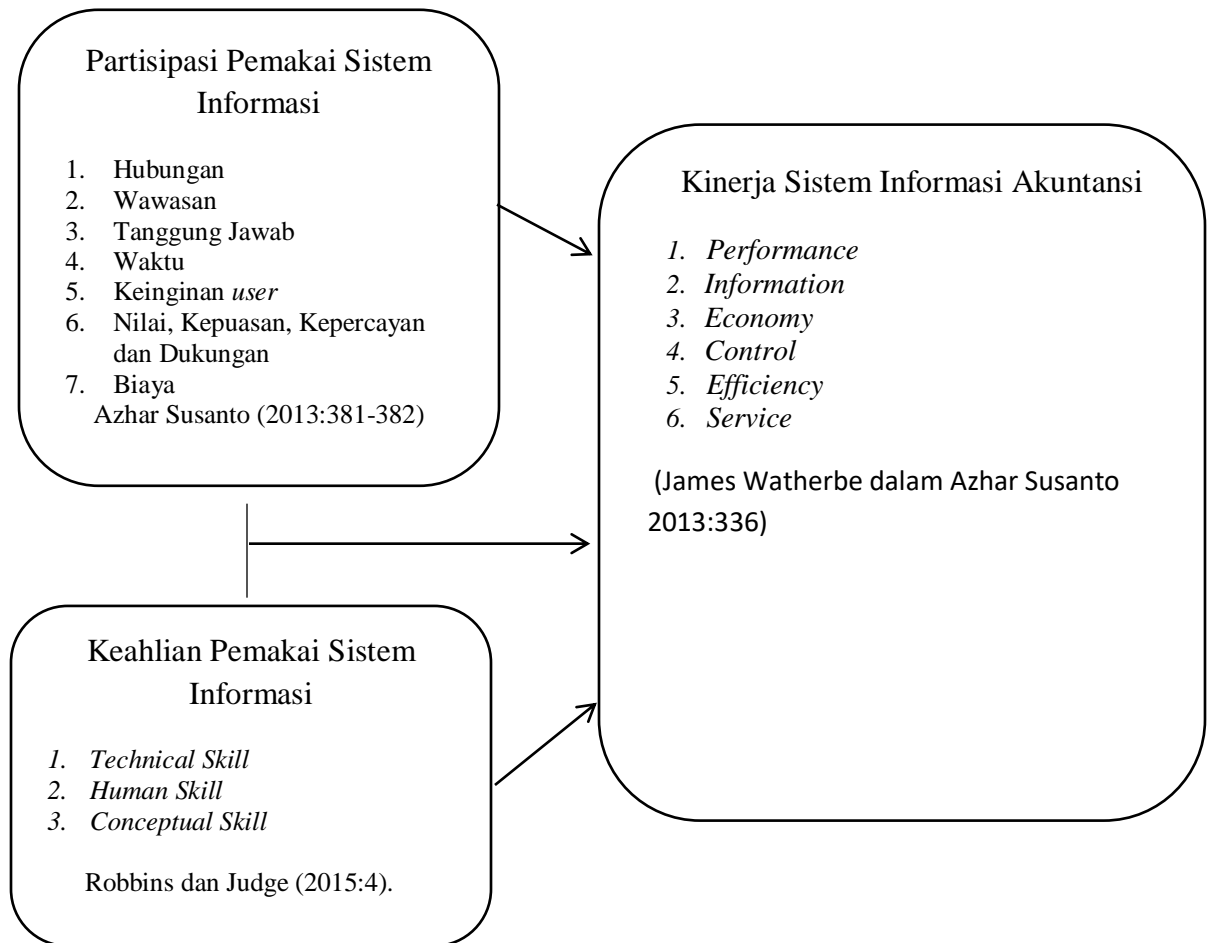 Partisipasi Pemakai Sistem
Informasi
1. Hubungan
2. Wawasan
3. Tanggung Jawab
4. Waktu
5. Keinginan user
6. Nilai, Kepuasan, Kepercayan
dan Dukungan
7. Biaya
Azhar Susanto (2013:381-382)
Kinerja Sistem Informasi Akuntansi
1. Performance
2. Information
3. Economy
4. Control
5. Efficiency
6. Service
(James Watherbe dalam Azhar Susanto
2013:336)
Keahlian Pemakai Sistem
Informasi
1. Technical Skill
2. Human Skill
3. Conceptual Skill
Robbins dan Judge (2015:4).